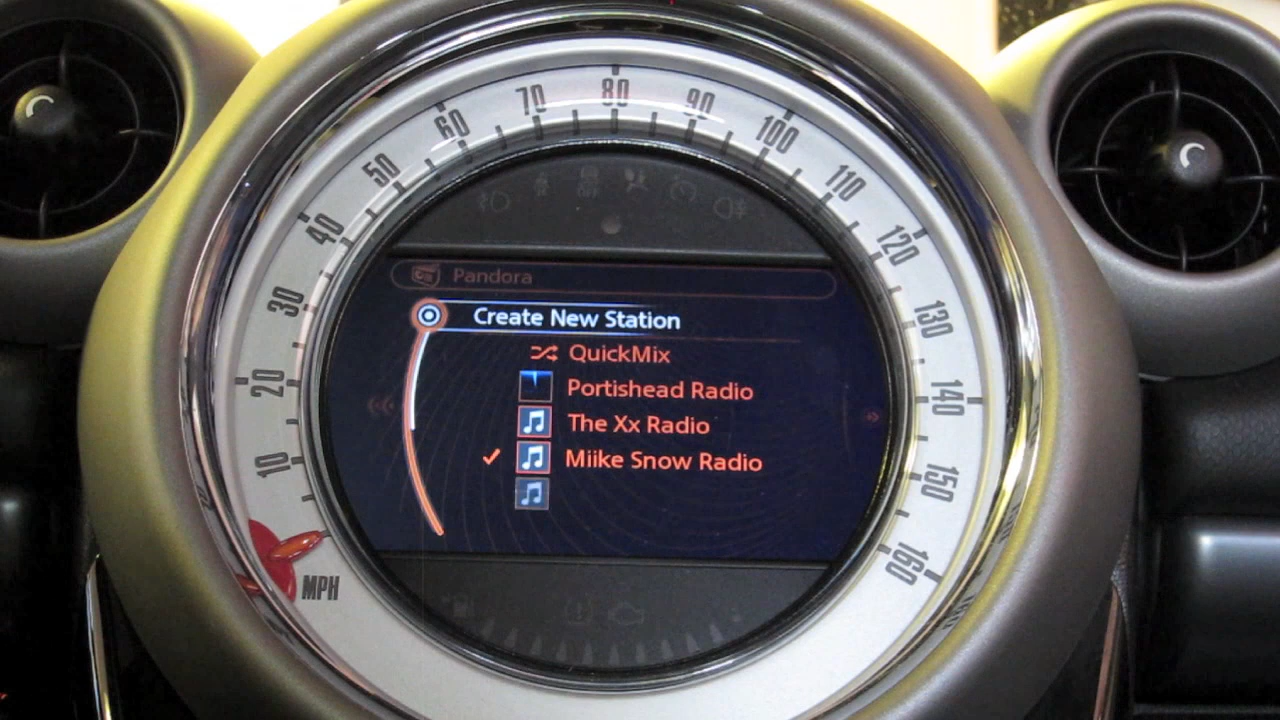 10
20
30
40
50
60
70
80
90
100
110
120
130
140
150
160
MPH
Pandora
Create New Station
QuickMix
Portishead Radio
The Xx Radio
Miike Snow Radio